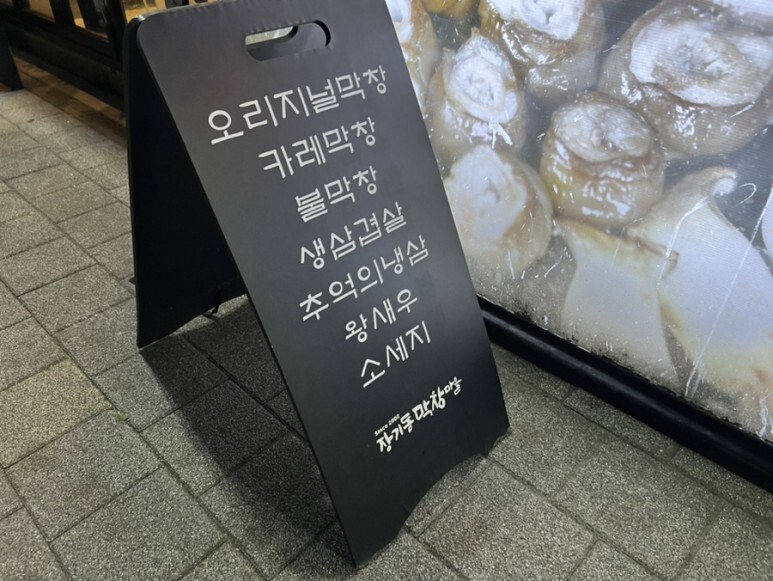 오리지널막창
카레막창
불막창
생삼겹살
추억의냉삼
왕새우
소세지
Since 2002
장기동막창마을